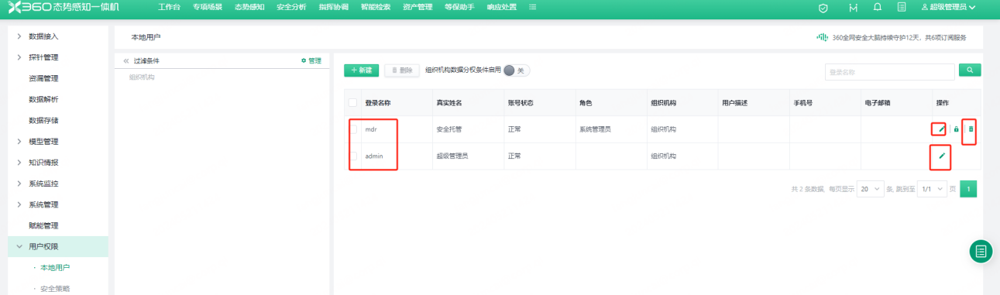 360态势感知一体机 工作台 专项场景 态势感知 安全分析 指挥协调 智能检索 资产管理 等保助手 响应处置 超级管理员
数据接入
探针管理
资漏管理
数据解析
数据存储
模型管理
知识情报
系统监控
系统管理
赋能管理
用户权限
· 本地用户
· 安全策略
本地用户
360全网安全大脑持续守护12天，共6项订阅服务
过滤条件 管理
组织机构
+ 新建 删除 组织机构数据分权条件启用 关 登录名称
登录名称 真实姓名 账号状态 角色 组织机构 用户描述 手机号 电子邮箱 操作
mdr 安全托管 正常 系统管理员 组织机构
admin 超级管理员 正常 组织机构
共 2 条数据, 每页显示 20 条, 跳到至 1/1 页 1